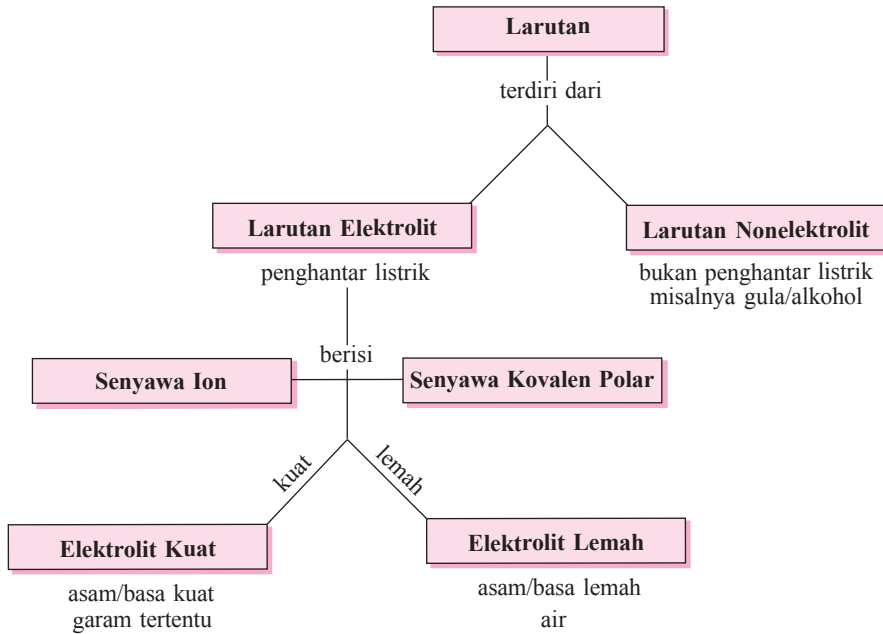 Larutan
terdiri dari
Larutan Elektrolit
Larutan Nonelektrolit
penghantar listrik
bukan penghantar listrik
misalnya gula/alkohol
berisi
Senyawa Ion
Senyawa Kovalen Polar
kuat
lemah
Elektrolit Kuat
Elektrolit Lemah
asam/basa kuat
garam tertentu
asam/basa lemah
air